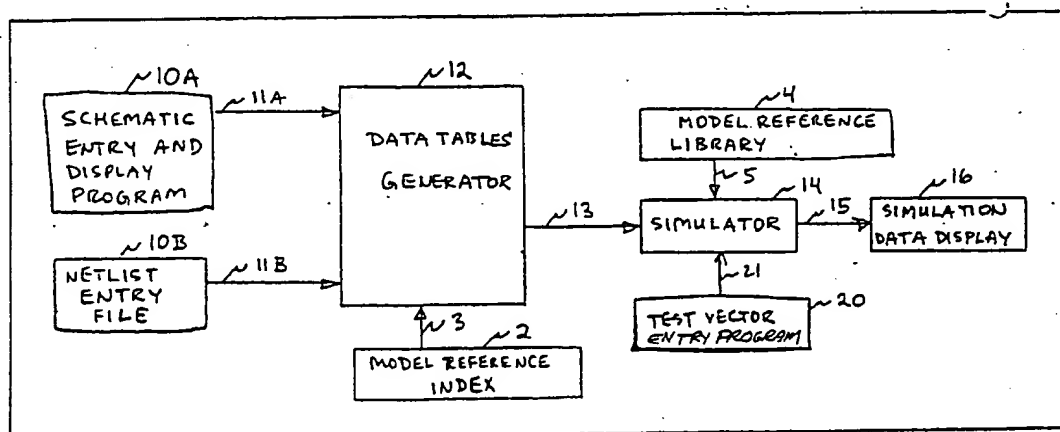 10A
SCHEMATIC
ENTRY AND
DISPLAY
PROGRAM
11A
10B
NETLIST
ENTRY
FILE
11B
12
DATA TABLES
GENERATOR
3
2
MODEL REFERENCE
INDEX
13
4
MODEL REFERENCE
LIBRARY
5
14
SIMULATOR
15
16
SIMULATION
DATA DISPLAY
21
20
TEST VECTOR
ENTRY PROGRAM